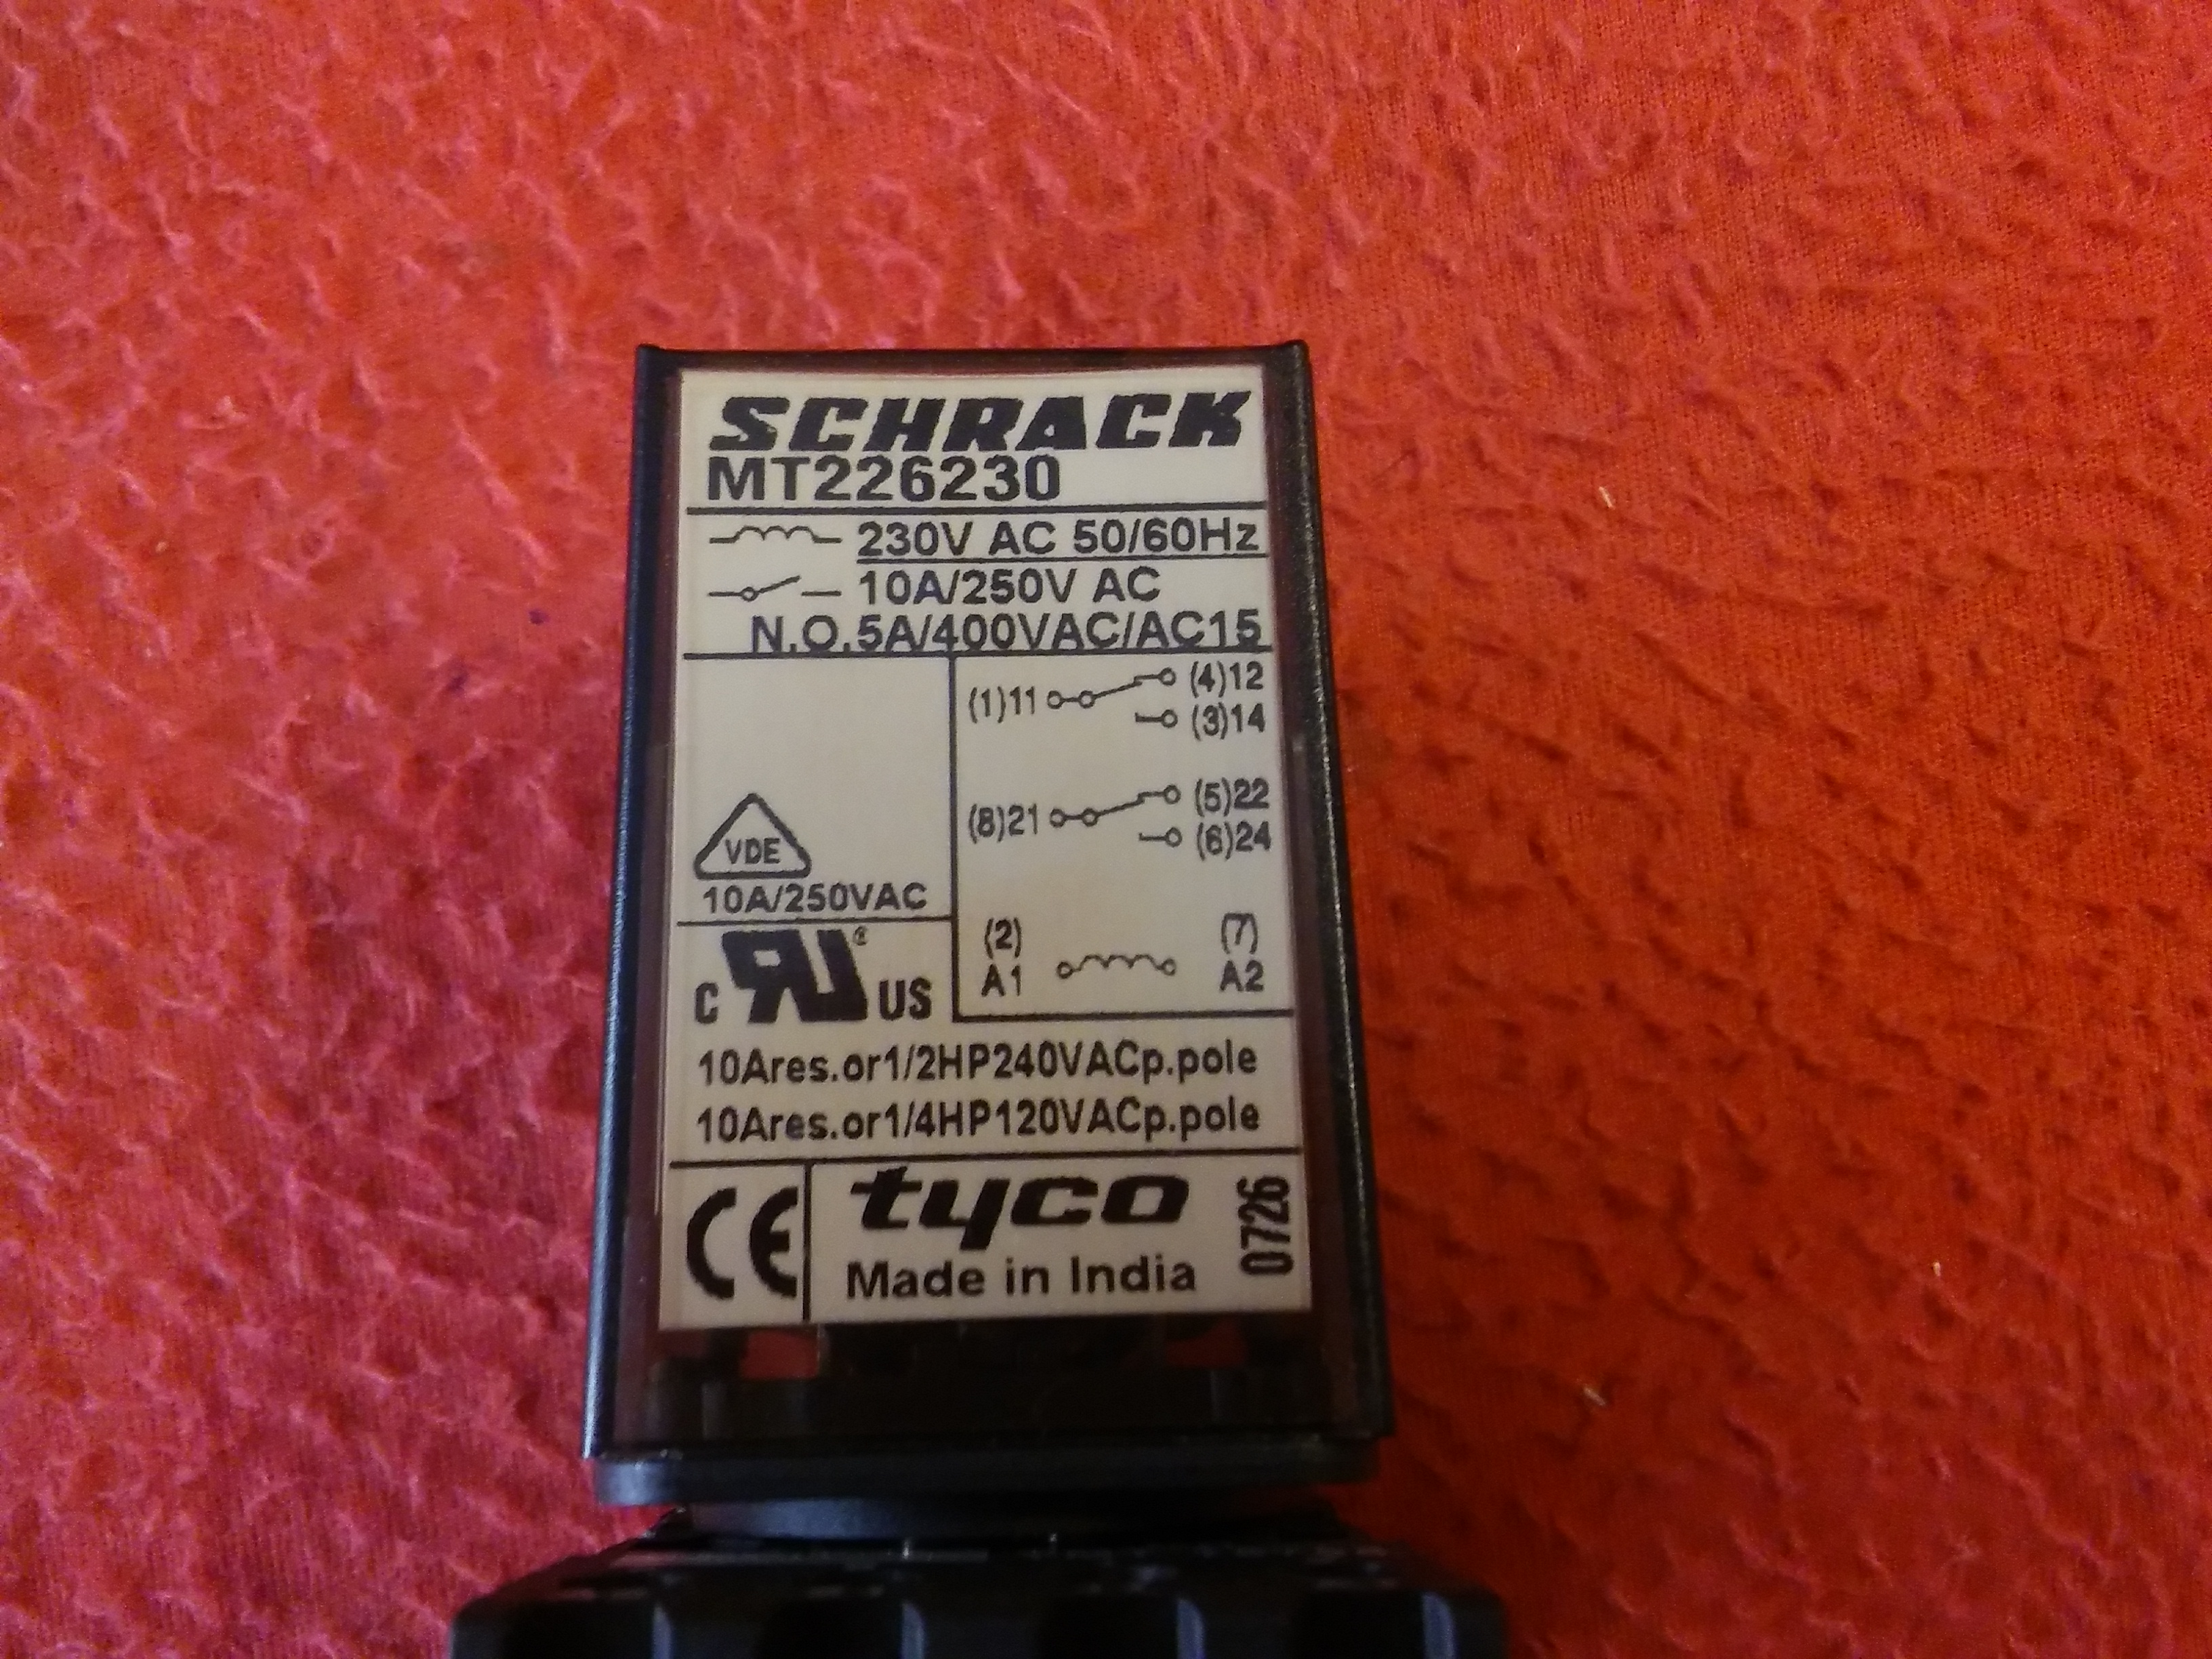 SCHRACK
MT226230
230V AC 50/60Hz
10A/250V AC
N.O.5A/400VAC/AC15
(1)11 (4)12
(3)14
(8)21 (5)22
(6)24
VDE
10A/250VAC
(2) (7)
A1 A2
C RU® US
10Ares.or1/2HP240VACp.pole
10Ares.or1/4HP120VACp.pole
CE
tyco
Made in India
0726